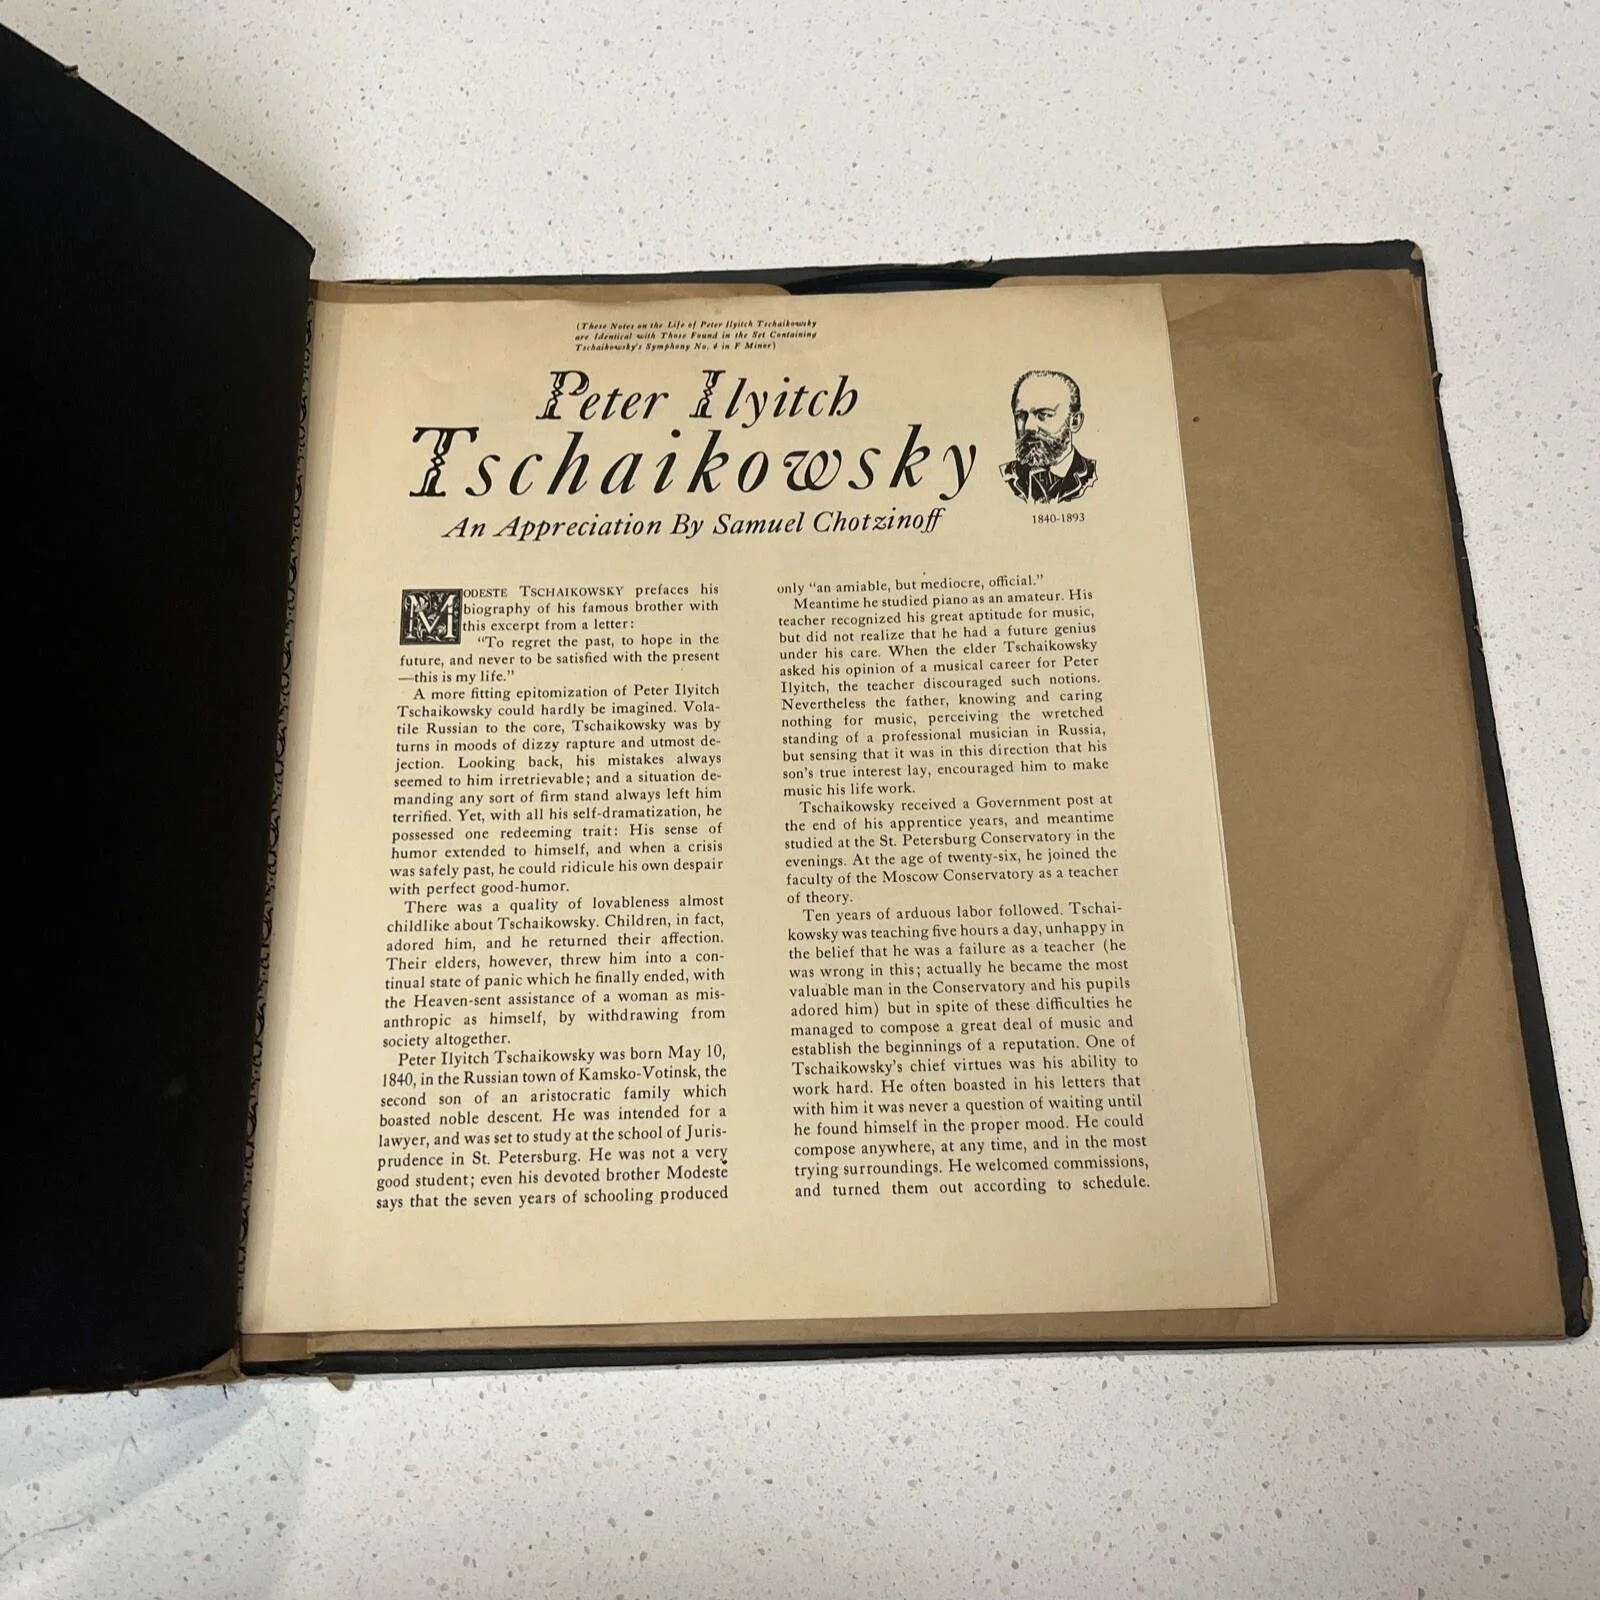 (These Notes on the Life of Peter Ilyitch Tschaikowsky
are Identical with Those Found in the Set Containing
Tschaikowsky's Symphony No. 4 in F Minor)
Peter Ilyitch
Tschaikowsky
An Appreciation By Samuel Chotzinoff
1840-1893
MODESTE TSCHAIKOWSKY prefaces his
biography of his famous brother with
this excerpt from a letter:
"To regret the past, to hope in the
future, and never to be satisfied with the present
—this is my life."
A more fitting epitomization of Peter Ilyitch
Tschaikowsky could hardly be imagined. Vola-
tile Russian to the core, Tschaikowsky was by
turns in moods of dizzy rapture and utmost de-
jection. Looking back, his mistakes always
seemed to him irretrievable; and a situation de-
manding any sort of firm stand always left him
terrified. Yet, with all his self-dramatization, he
possessed one redeeming trait: His sense of
humor extended to himself, and when a crisis
was safely past, he could ridicule his own despair
with perfect good-humor.
There was a quality of lovableness almost
childlike about Tschaikowsky. Children, in fact,
adored him, and he returned their affection.
Their elders, however, threw him into a con-
tinual state of panic which he finally ended, with
the Heaven-sent assistance of a woman as mis-
anthropic as himself, by withdrawing from
society altogether.
Peter Ilyitch Tschaikowsky was born May 10,
1840, in the Russian town of Kamsko-Votinsk, the
second son of an aristocratic family which
boasted noble descent. He was intended for a
lawyer, and was set to study at the school of Juris-
prudence in St. Petersburg. He was not a very
good student; even his devoted brother Modeste
says that the seven years of schooling produced
only "an amiable, but mediocre, official."
Meantime he studied piano as an amateur. His
teacher recognized his great aptitude for music,
but did not realize that he had a future genius
under his care. When the elder Tschaikowsky
asked his opinion of a musical career for Peter
Ilyitch, the teacher discouraged such notions.
Nevertheless the father, knowing and caring
nothing for music, perceiving the wretched
standing of a professional musician in Russia,
but sensing that it was in this direction that his
son's true interest lay, encouraged him to make
music his life work.
Tschaikowsky received a Government post at
the end of his apprentice years, and meantime
studied at the St. Petersburg Conservatory in the
evenings. At the age of twenty-six, he joined the
faculty of the Moscow Conservatory as a teacher
of theory.
Ten years of arduous labor followed. Tschai-
kowsky was teaching five hours a day, unhappy in
the belief that he was a failure as a teacher (he
was wrong in this; actually he became the most
valuable man in the Conservatory and his pupils
adored him) but in spite of these difficulties he
managed to compose a great deal of music and
establish the beginnings of a reputation. One of
Tschaikowsky's chief virtues was his ability to
work hard. He often boasted in his letters that
with him it was never a question of waiting until
he found himself in the proper mood. He could
compose anywhere, at any time, and in the most
trying surroundings. He welcomed commissions,
and turned them out according to schedule.